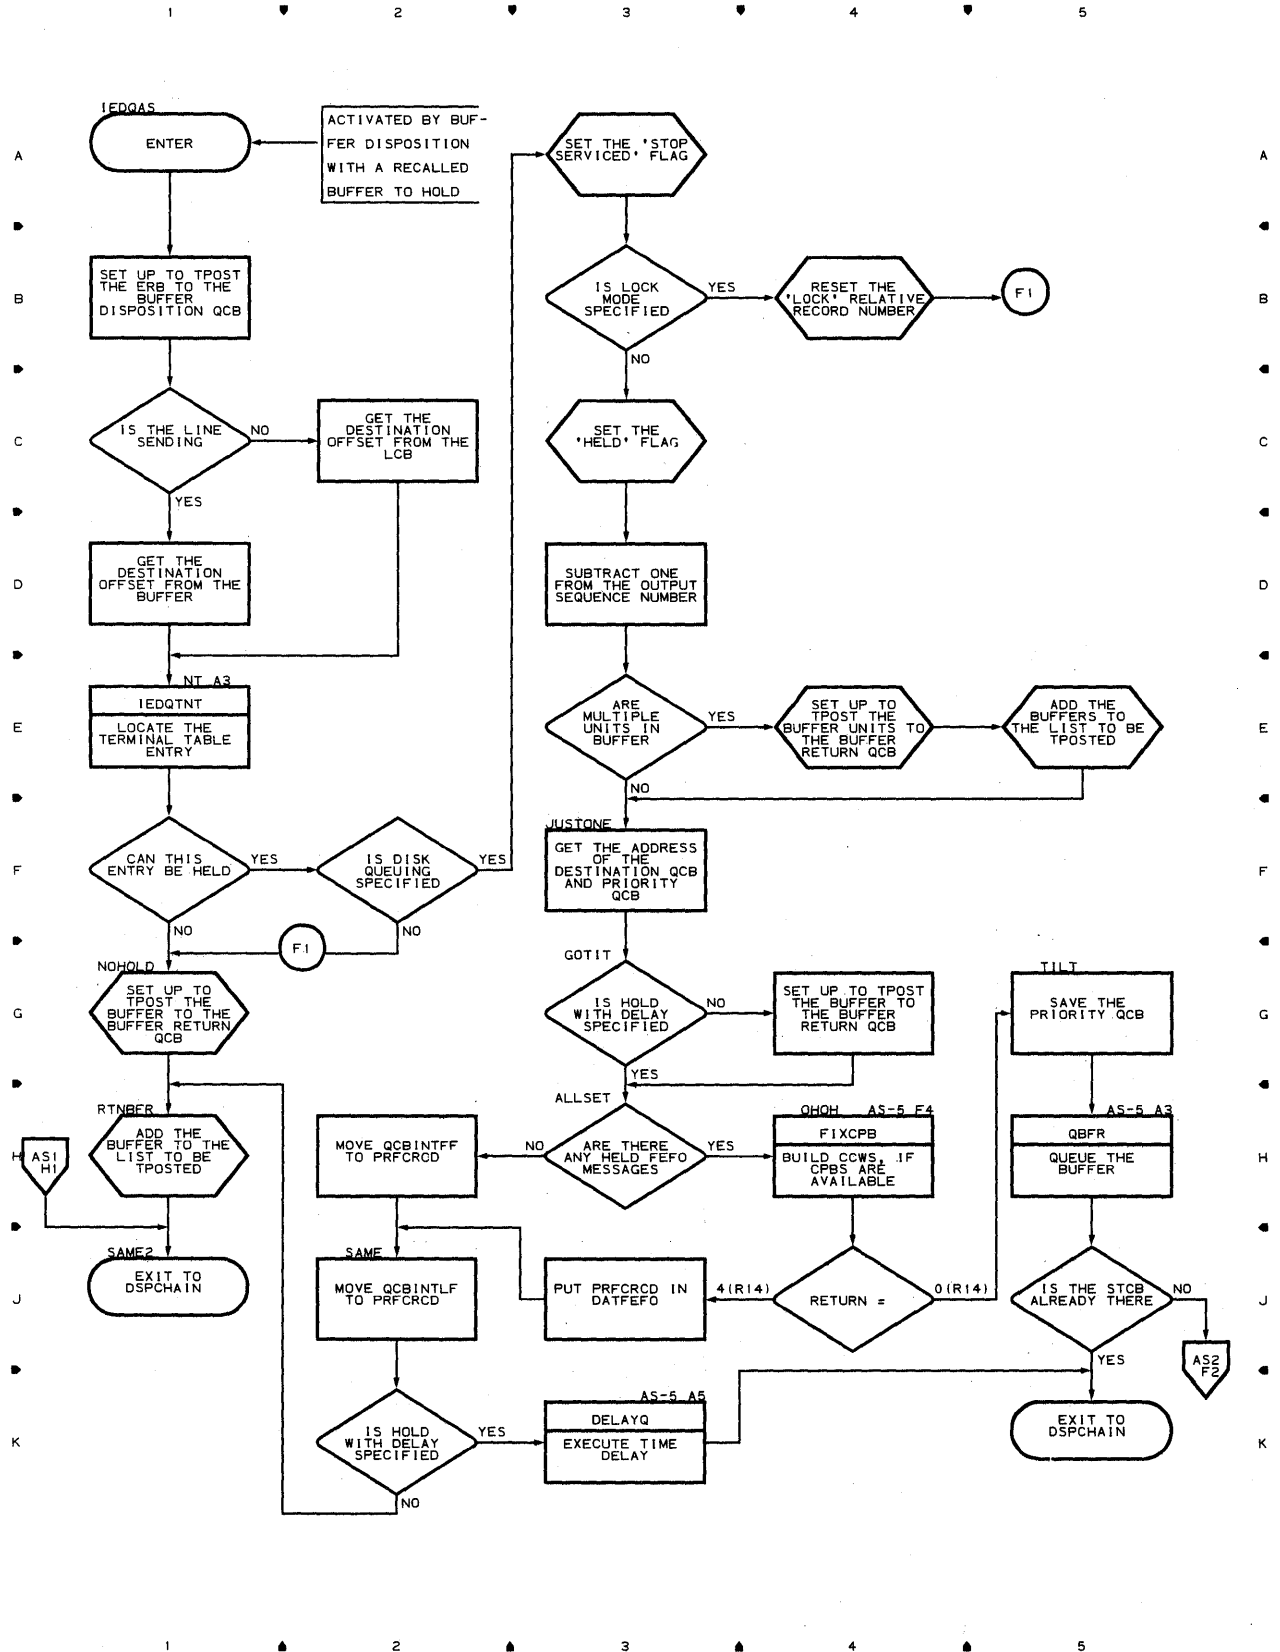 1 2 3 4 5
IEDQAS
ENTER
ACTIVATED BY BUF-
FER DISPOSITION
WITH A RECALLED
BUFFER TO HOLD
SET THE 'STOP
SERVICED' FLAG
A A
SET UP TO TPOST
THE ERB TO THE
BUFFER
DISPOSITION QCB
IS LOCK
MODE
SPECIFIED
YES
NO
RESET THE
'LOCK' RELATIVE
RECORD NUMBER
F1
B B
IS THE LINE
SENDING
NO
YES
GET THE
DESTINATION
OFFSET FROM THE
LCB
SET THE
'HELD' FLAG
C C
GET THE
DESTINATION
OFFSET FROM THE
BUFFER
SUBTRACT ONE
FROM THE OUTPUT
SEQUENCE NUMBER
D D
NT A3
IEDQTNT
LOCATE THE
TERMINAL TABLE
ENTRY
ARE
MULTIPLE
UNITS IN
BUFFER
YES
NO
SET UP TO
TPOST THE
BUFFER UNITS TO
THE BUFFER
RETURN QCB
ADD THE
BUFFERS TO
THE LIST TO BE
TPOSTED
E E
CAN THIS
ENTRY BE HELD
YES
NO
IS DISK
QUEUING
SPECIFIED
YES
NO
F1
JUSTONE
GET THE ADDRESS
OF THE
DESTINATION QCB
AND PRIORITY
QCB
F F
NOHOLD
SET UP TO
TPOST THE
BUFFER TO THE
BUFFER RETURN
QCB
GOTIT
IS HOLD
WITH DELAY
SPECIFIED
NO
YES
SET UP TO TPOST
THE BUFFER TO
THE BUFFER
RETURN QCB
TILT
SAVE THE
PRIORITY QCB
G G
AS1
H1
RTNBFR
ADD THE
BUFFER TO THE
LIST TO BE
TPOSTED
MOVE QCBINTFF
TO PRFCRCD
ALLSET
ARE THERE
ANY HELD FEFO
MESSAGES
NO
YES
OHOH AS-5 F4
FIXCPB
BUILD CCWS, IF
CPBS ARE
AVAILABLE
AS-5 A3
QBFR
QUEUE THE
BUFFER
H H
SAME2
EXIT TO
DSPCHAIN
SAME
MOVE QCBINTLF
TO PRFCRCD
PUT PRFCRCD IN
DATFEFO
4(R14)
RETURN =
0(R14)
IS THE STCB
ALREADY THERE
NO
YES
AS2
F2
J J
IS HOLD
WITH DELAY
SPECIFIED
YES
NO
AS-5 A5
DELAYQ
EXECUTE TIME
DELAY
EXIT TO
DSPCHAIN
K K
1 2 3 4 5